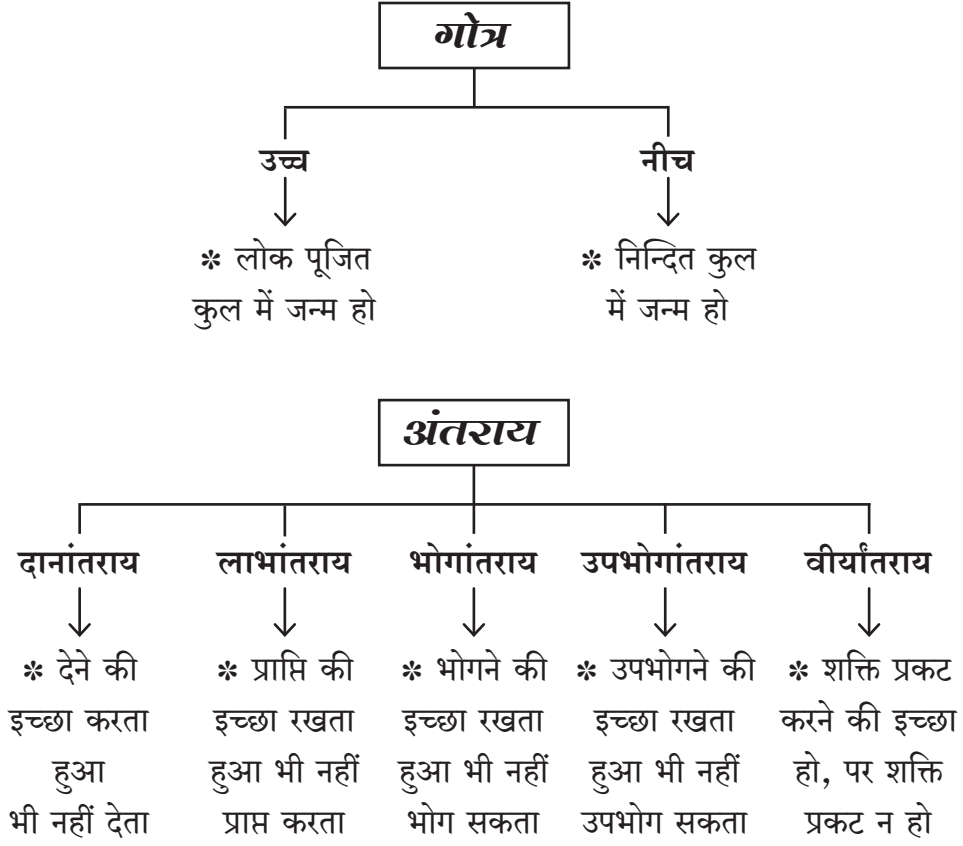 गोत्र
उच्च
नीच
* लोक पूजित
कुल में जन्म हो
* निन्दित कुल
में जन्म हो
अंतराय
दानांतराय
लाभांतराय
भोगांतराय
उपभोगांतराय
वीर्यांतराय
* देने की
इच्छा करता
हुआ
भी नहीं देता
* प्राप्ति की
इच्छा रखता
हुआ भी नहीं
प्राप्त करता
* भोगने की
इच्छा रखता
हुआ भी नहीं
भोग सकता
* उपभोगने की
इच्छा रखता
हुआ भी नहीं
उपभोग सकता
* शक्ति प्रकट
करने की इच्छा
हो, पर शक्ति
प्रकट न हो